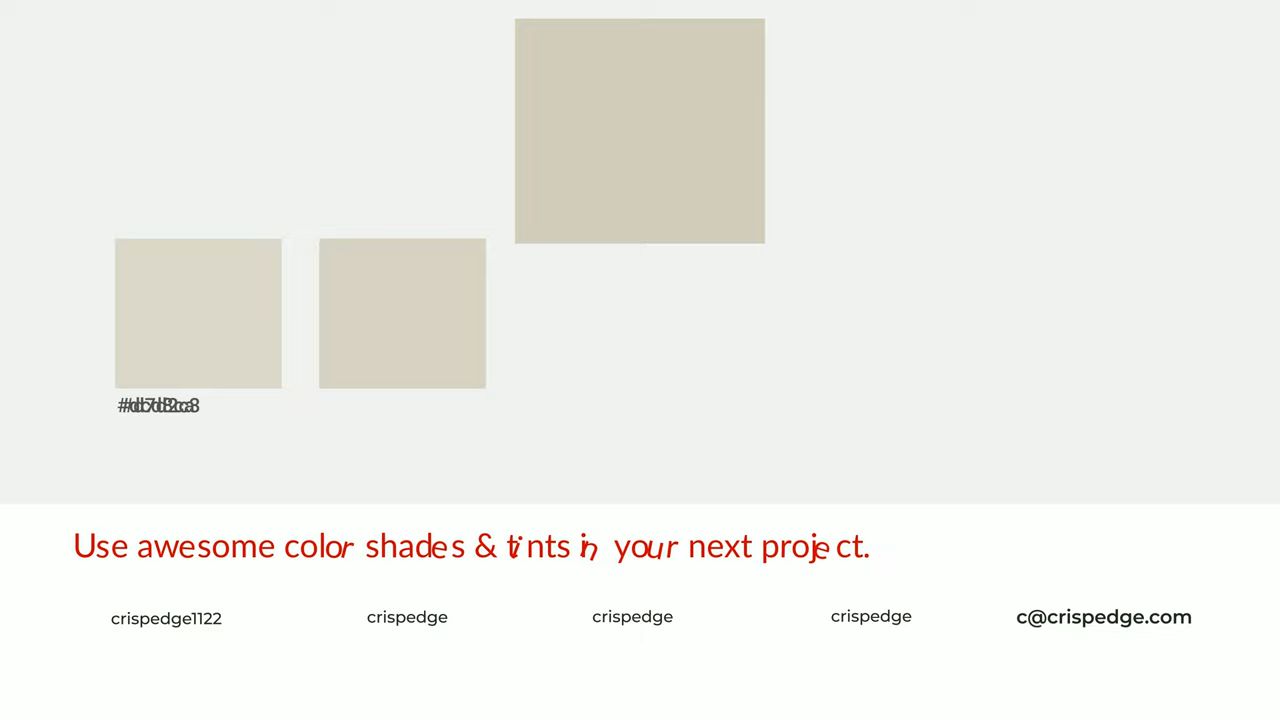 Use awesome color shades & tints in your next project.
crispedge1122 crispedge crispedge crispedge c@crispedge.com